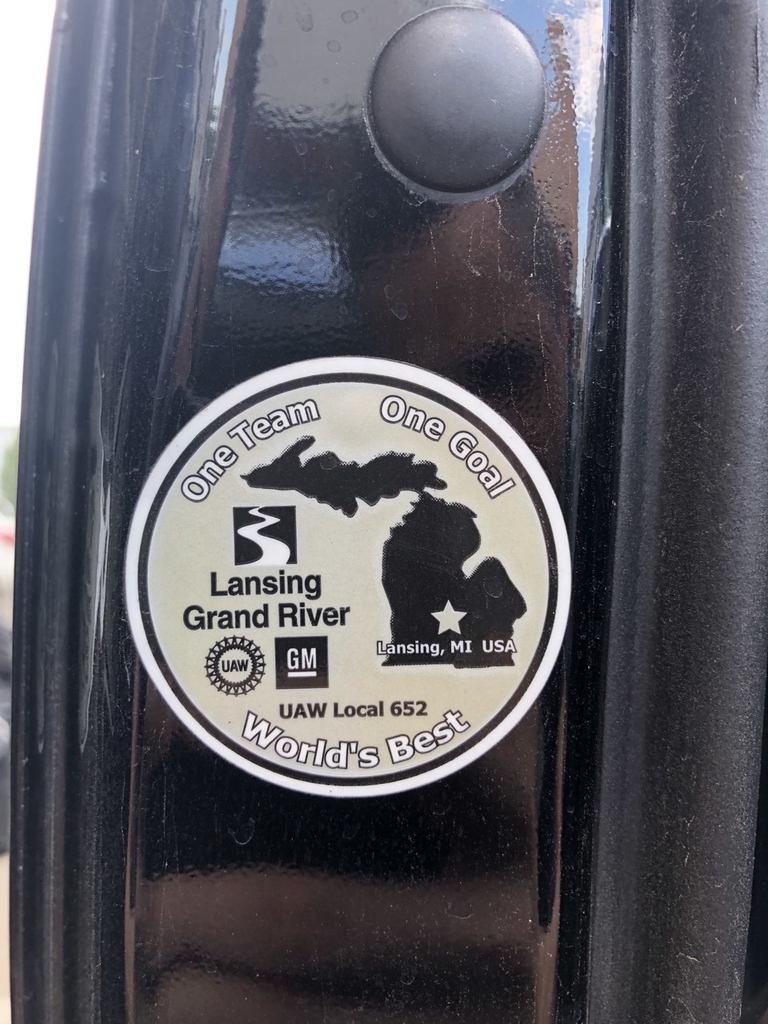 One Team One Goal
Lansing
Grand River
Lansing, MI USA
UAW
GM
UAW Local 652
World's Best